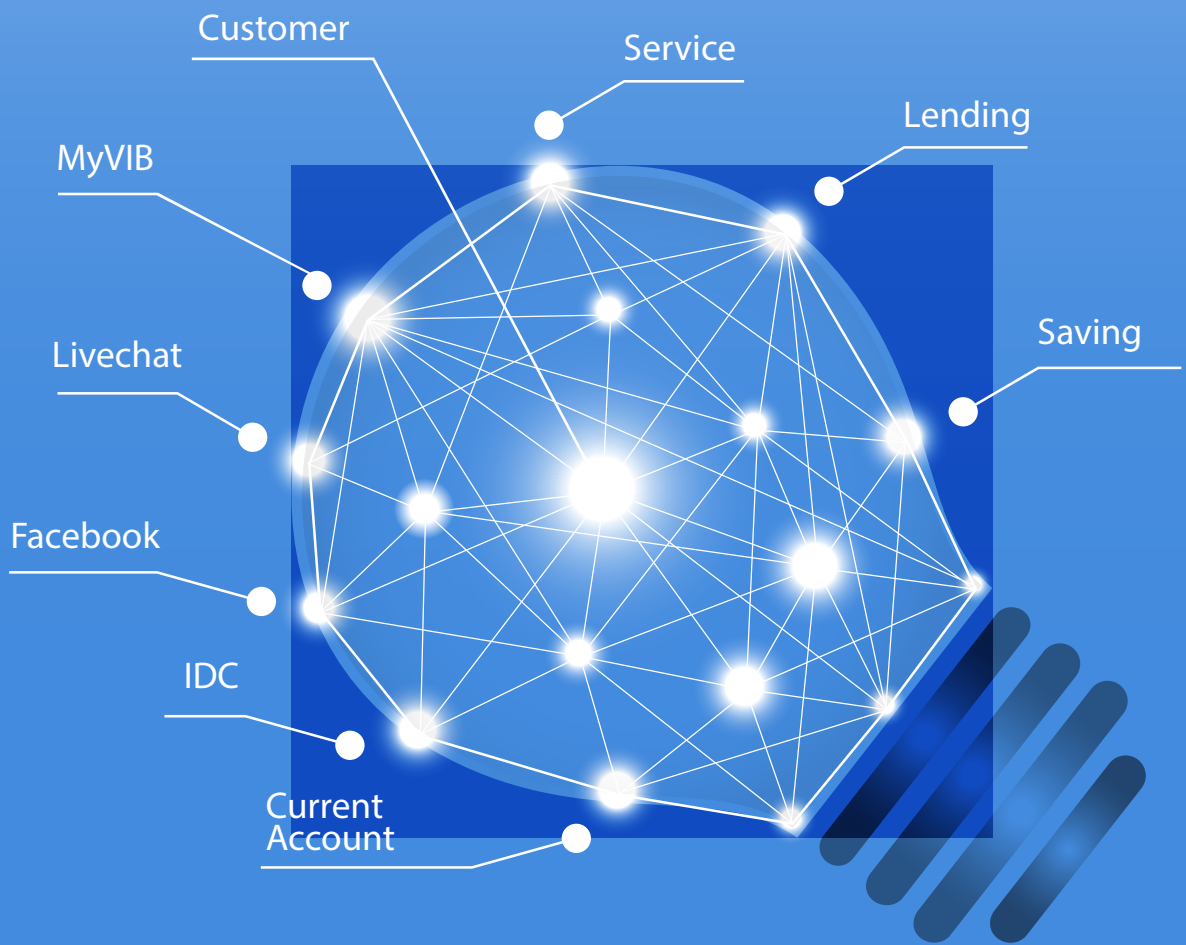 Customer
Service
Lending
MyVIB
Saving
Livechat
Facebook
IDC
Current
Account